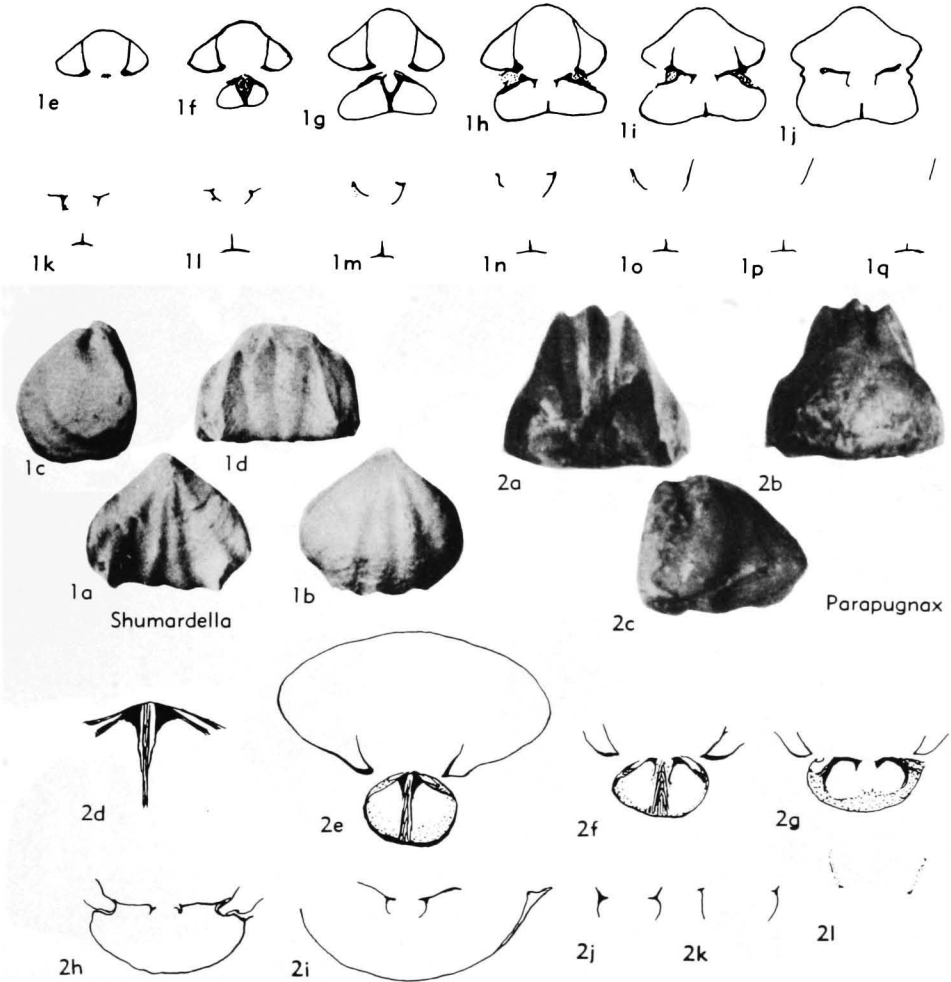 1e 1f 1g 1h 1i 1j
1k 1l 1m 1n 1o 1p 1q
1c 1d 2a 2b
1a 1b 2c
Shumardella Parapugnax
2d 2e 2f 2g
2h 2i 2j 2k 2l